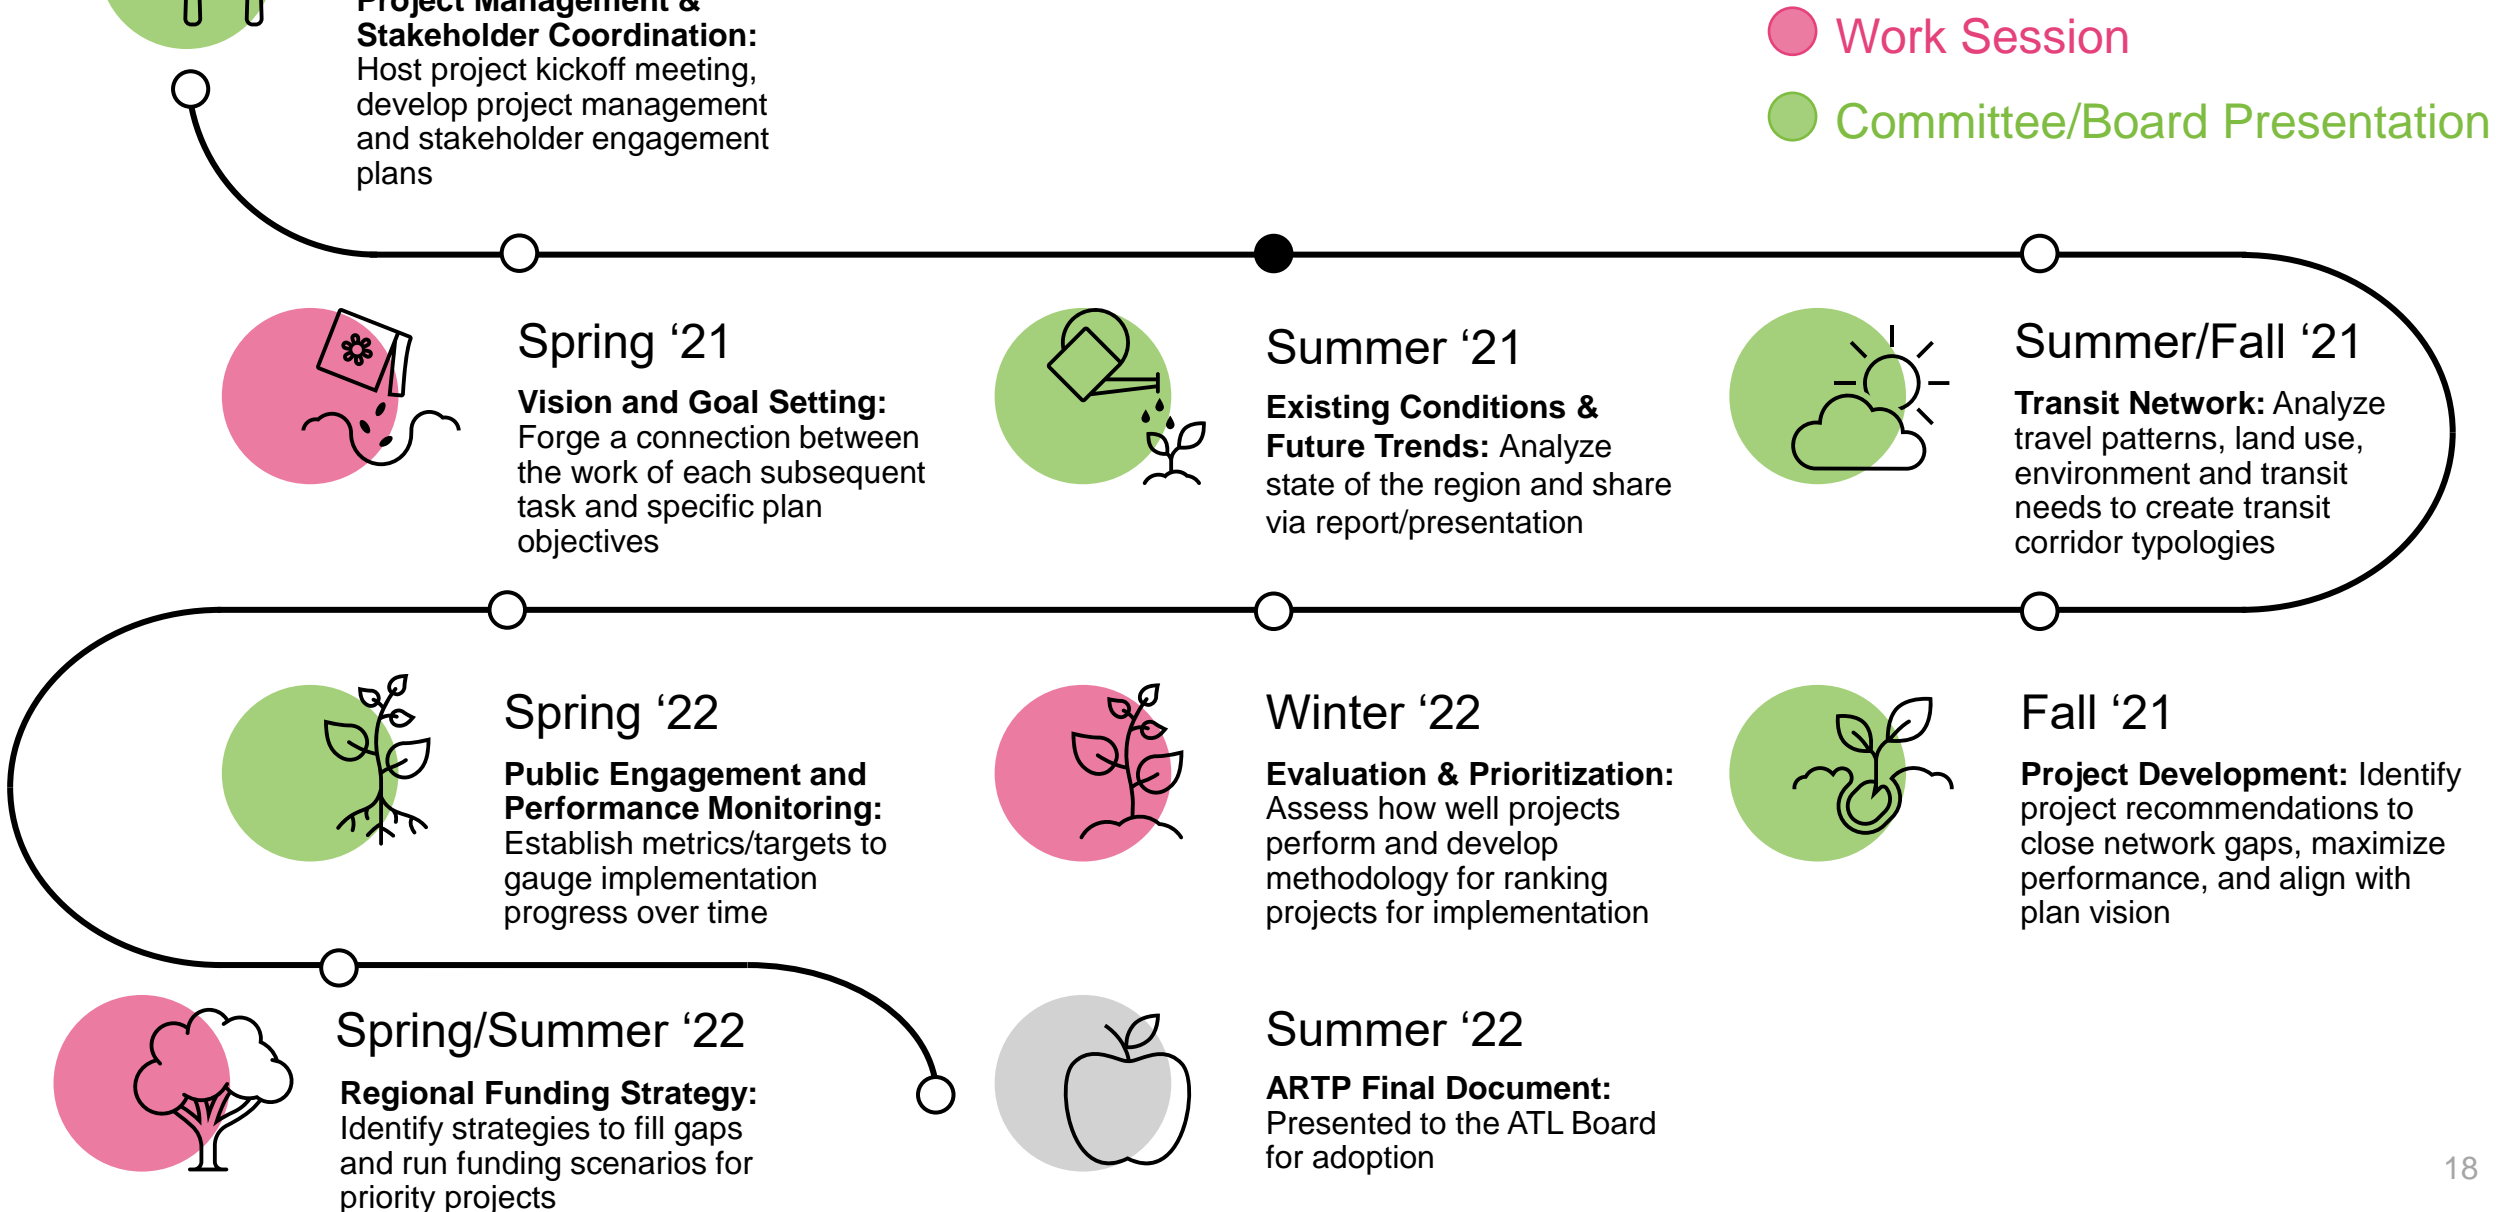 Project Management &
Stakeholder Coordination:
Host project kickoff meeting,
develop project management
and stakeholder engagement
plans
Work Session
Committee/Board Presentation
Spring ‘21
Vision and Goal Setting:
Forge a connection between
the work of each subsequent
task and specific plan
objectives
Summer ‘21
Existing Conditions &
Future Trends: Analyze
state of the region and share
via report/presentation
Summer/Fall ‘21
Transit Network: Analyze
travel patterns, land use,
environment and transit
needs to create transit
corridor typologies
Spring ‘22
Public Engagement and
Performance Monitoring:
Establish metrics/targets to
gauge implementation
progress over time
Winter ‘22
Evaluation & Prioritization:
Assess how well projects
perform and develop
methodology for ranking
projects for implementation
Fall ‘21
Project Development: Identify
project recommendations to
close network gaps, maximize
performance, and align with
plan vision
Spring/Summer ‘22
Regional Funding Strategy:
Identify strategies to fill gaps
and run funding scenarios for
priority projects
Summer ‘22
ARTP Final Document:
Presented to the ATL Board
for adoption
18